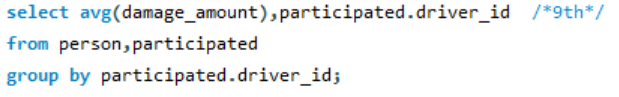 select avg(damage_amount),participated.driver_id  /*9th*/
from person,participated
group by participated.driver_id;